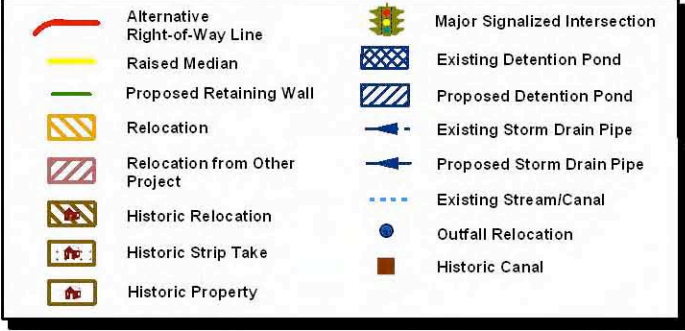 Alternative
Right-of-Way Line
Raised Median
Proposed Retaining Wall
Relocation
Relocation from Other
Project
Historic Relocation
Historic Strip Take
Historic Property
Major Signalized Intersection
Existing Detention Pond
Proposed Detention Pond
Existing Storm Drain Pipe
Proposed Storm Drain Pipe
Existing Stream/Canal
Outfall Relocation
Historic Canal